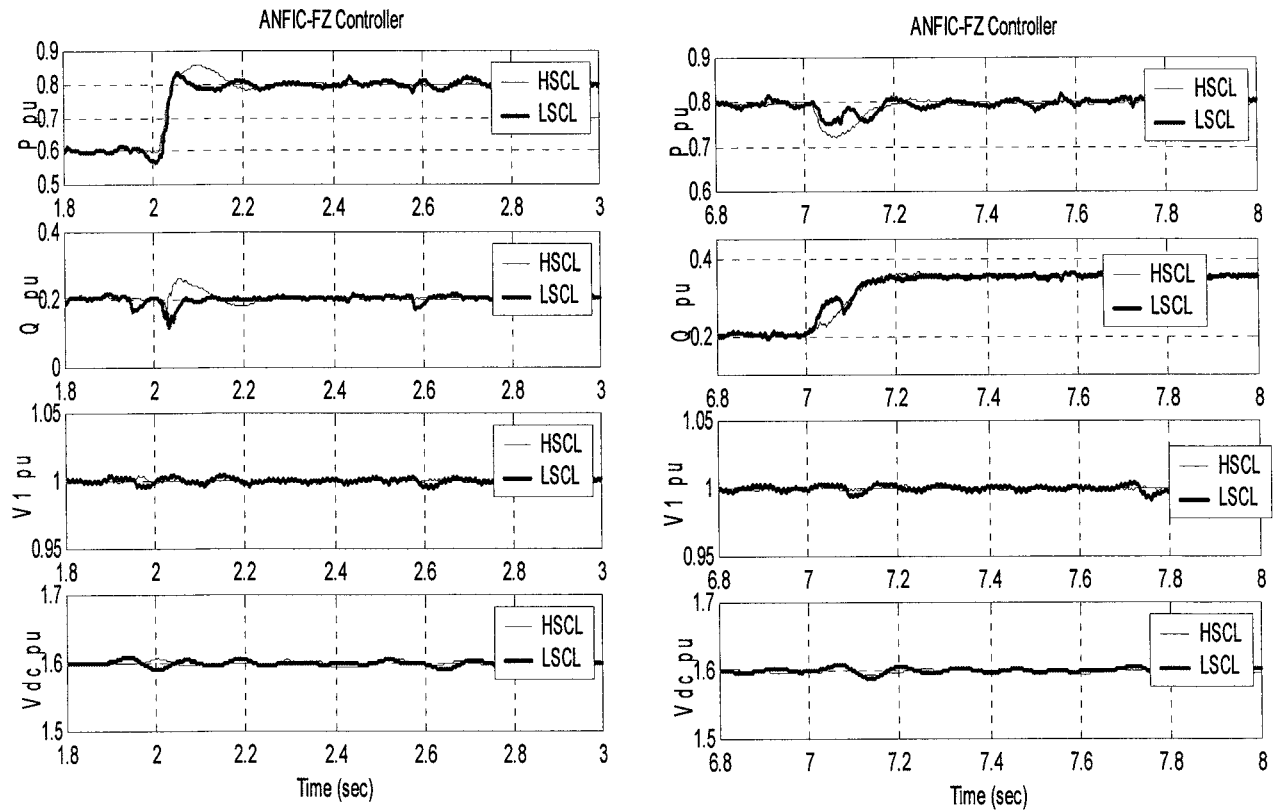 ANFIC-FZ Controller
0.9
0.8
0.7
0.6
0.5
P pu
HSCL
LSCL
1.8
2
2.2
2.4
2.6
2.8
3
0.4
0.2
0
Q pu
HSCL
LSCL
1.8
2
2.2
2.4
2.6
2.8
3
1.05
1
0.95
V1 pu
HSCL
LSCL
1.8
2
2.2
2.4
2.6
2.8
3
1.7
1.6
1.5
Vdc pu
HSCL
LSCL
1.8
2
2.2
2.4
2.6
2.8
3
Time (sec)
ANFIC-FZ Controller
0.9
0.8
0.7
0.6
P pu
HSCL
LSCL
6.8
7
7.2
7.4
7.6
7.8
8
0.4
0.2
Q pu
HSCL
LSCL
6.8
7
7.2
7.4
7.6
7.8
8
1.05
1
0.95
V1 pu
HSCL
LSCL
6.8
7
7.2
7.4
7.6
7.8
8
1.7
1.6
1.5
Vdc pu
HSCL
LSCL
6.8
7
7.2
7.4
7.6
7.8
8
Time (sec)